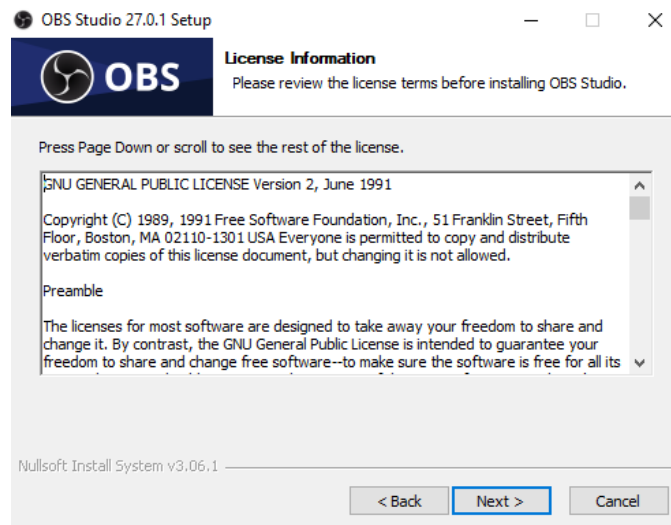 OBS Studio 27.0.1 Setup
OBS
License Information
Please review the license terms before installing OBS Studio.
Press Page Down or scroll to see the rest of the license.
GNU GENERAL PUBLIC LICENSE Version 2, June 1991
Copyright (C) 1989, 1991 Free Software Foundation, Inc., 51 Franklin Street, Fifth
Floor, Boston, MA 02110-1301 USA Everyone is permitted to copy and distribute
verbatim copies of this license document, but changing it is not allowed.
Preamble
The licenses for most software are designed to take away your freedom to share and
change it. By contrast, the GNU General Public License is intended to guarantee your
freedom to share and change free software--to make sure the software is free for all its
Nullsoft Install System v3.06.1
< Back
Next >
Cancel